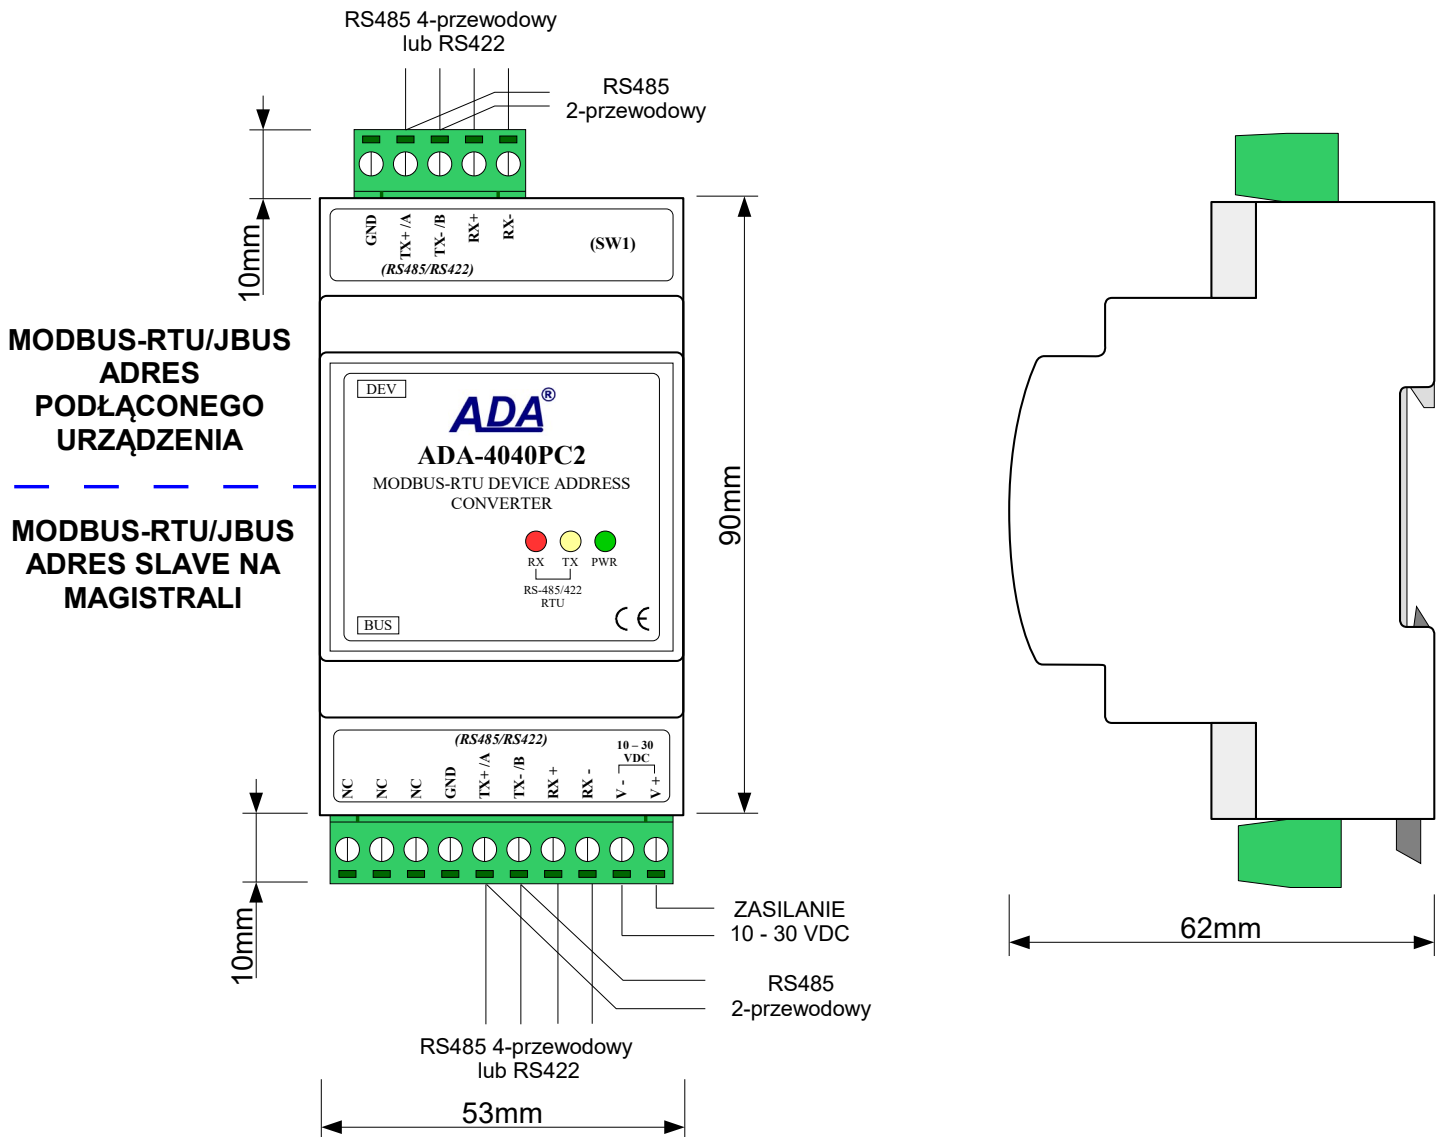 RS485 4-przewodowy
lub RS422
RS485
2-przewodowy
10mm
GND
TX+ /A
TX- /B
RX+
RX-
(SW1)
(RS485/RS422)
MODBUS-RTU/JBUS
ADRES
PODŁĄCZONEGO
URZĄDZENIA
MODBUS-RTU/JBUS
ADRES SLAVE NA
MAGISTRALI
DEV
ADA®
ADA-4040PC2
MODBUS-RTU DEVICE ADDRESS
CONVERTER
RX TX PWR
RS-485/422
RTU
BUS
CE
90mm
(RS485/RS422)
10 – 30
VDC
NC
NC
NC
GND
TX+ /A
TX- /B
RX +
RX -
V -
V +
10mm
ZASILANIE
10 - 30 VDC
RS485
2-przewodowy
RS485 4-przewodowy
lub RS422
53mm
62mm